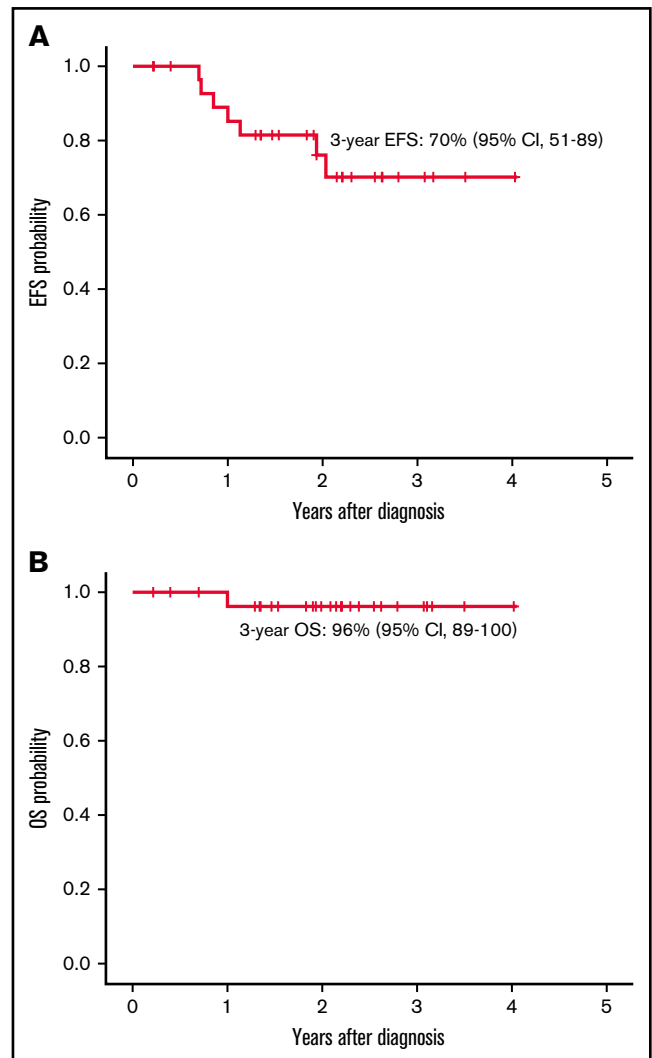 A
1.0
0.8
0.6
0.4
0.2
0.0
EFS probability
3-year EFS: 70% (95% CI, 51-89)
0 1 2 3 4 5
Years after diagnosis
B
1.0
0.8
0.6
0.4
0.2
0.0
OS probability
3-year OS: 96% (95% CI, 89-100)
0 1 2 3 4 5
Years after diagnosis